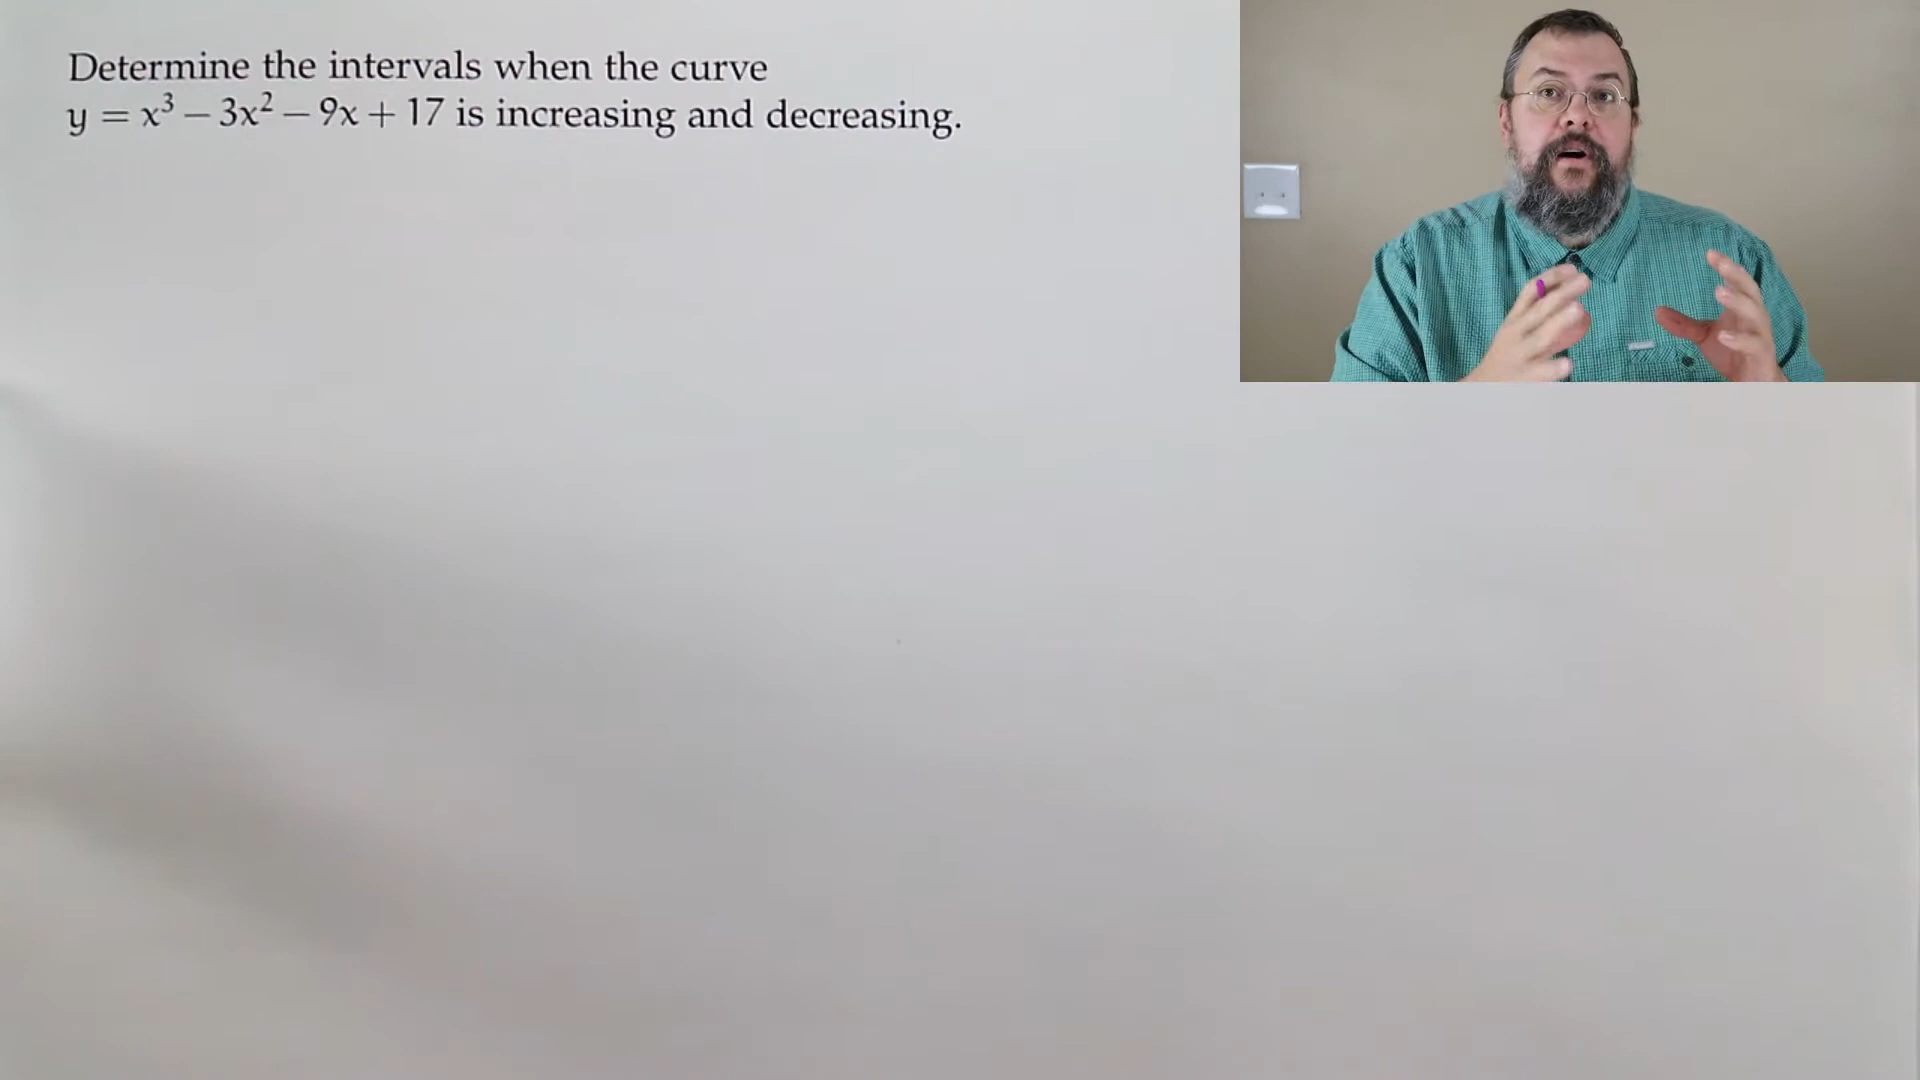 Determine the intervals when the curve
y = x³ − 3x² − 9x + 17 is increasing and decreasing.